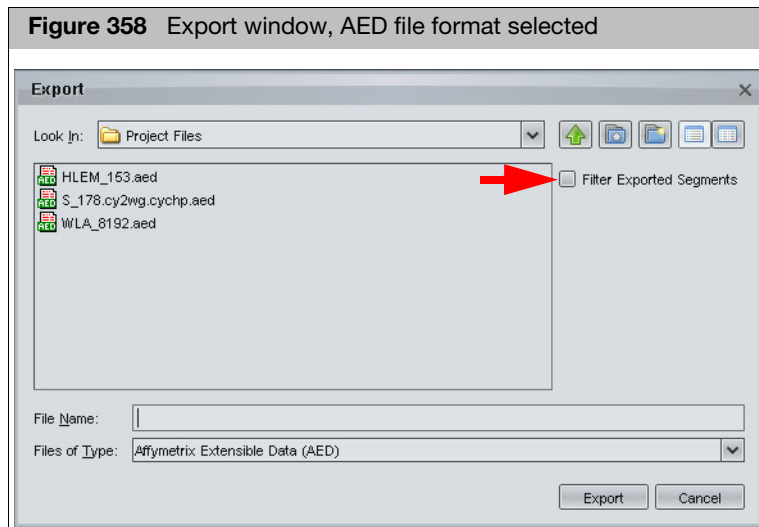 Figure 358 Export window, AED file format selected
Export
Look In: Project Files
HLEM_153.aed
Filter Exported Segments
S_178.cy2wg.cychp.aed
WLA_8192.aed
File Name:
Files of Type: Affymetrix Extensible Data (AED)
Export Cancel